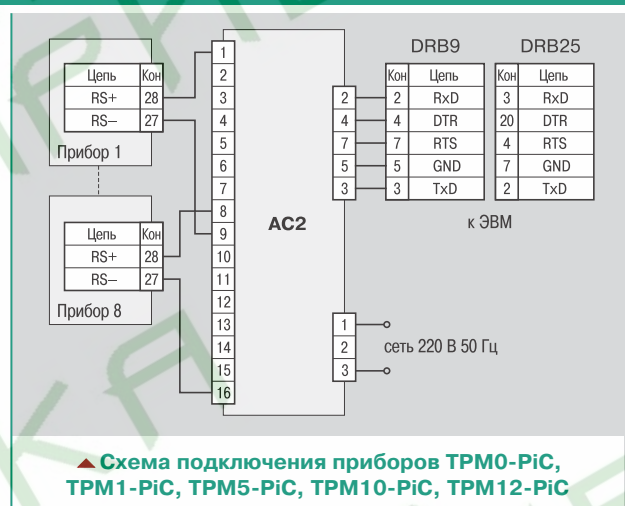 DRB9 DRB25
Цепь Кон
RS+ 28
RS– 27
Прибор 1
Цепь Кон
RS+ 28
RS– 27
Прибор 8
1
2
3
4
5
6
7
8
9
10
11
12
13
14
15
16
АС2
2
4
7
5
3
Кон Цепь
2 RxD
4 DTR
7 RTS
5 GND
3 TxD
Кон Цепь
3 RxD
20 DTR
4 RTS
7 GND
2 TxD
к ЭВМ
1
2
3
сеть 220 В 50 Гц
Схема подключения приборов ТРМ0-PiC,
ТРМ1-PiC, ТРМ5-PiC, ТРМ10-PiC, ТРМ12-PiC